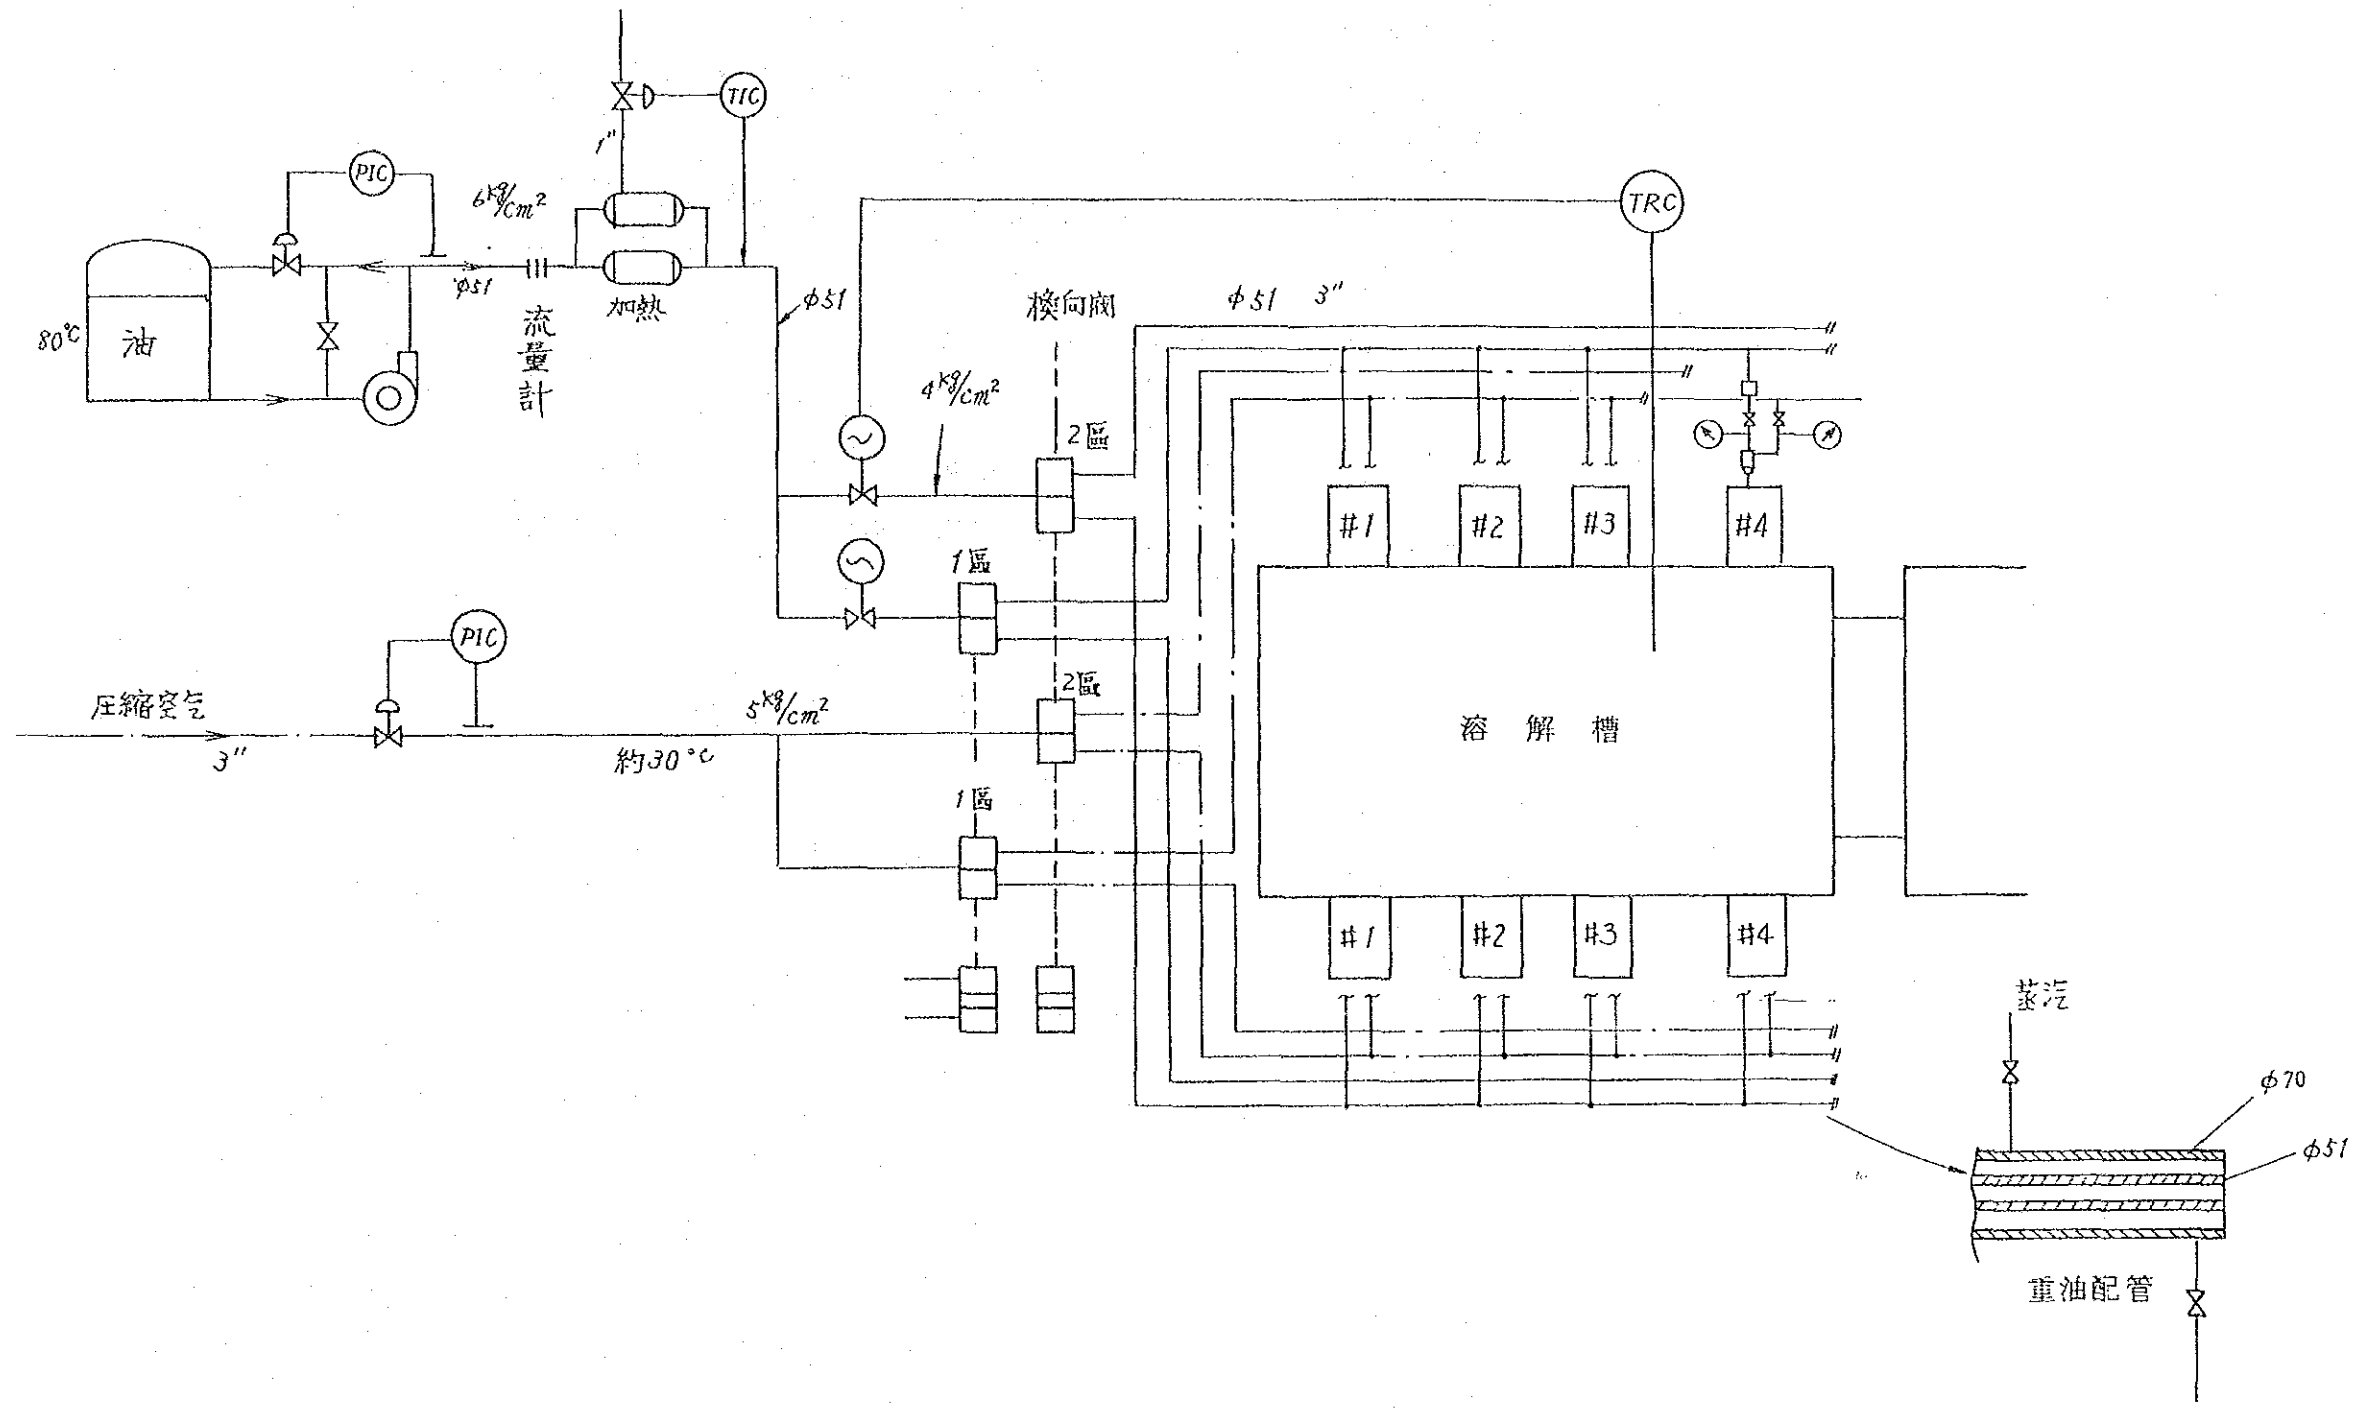 TIC
1"
PIC
6kg/cm²
TRC
80℃
油
φ51
流量計
加熱
φ51
換向閥
φ51 3"
4kg/cm²
2區
#1
#2
#3
#4
1區
PIC
圧縮空気
3"
5kg/cm²
約30℃
2區
溶解槽
1區
#1
#2
#3
#4
蒸汽
φ70
φ51
重油配管